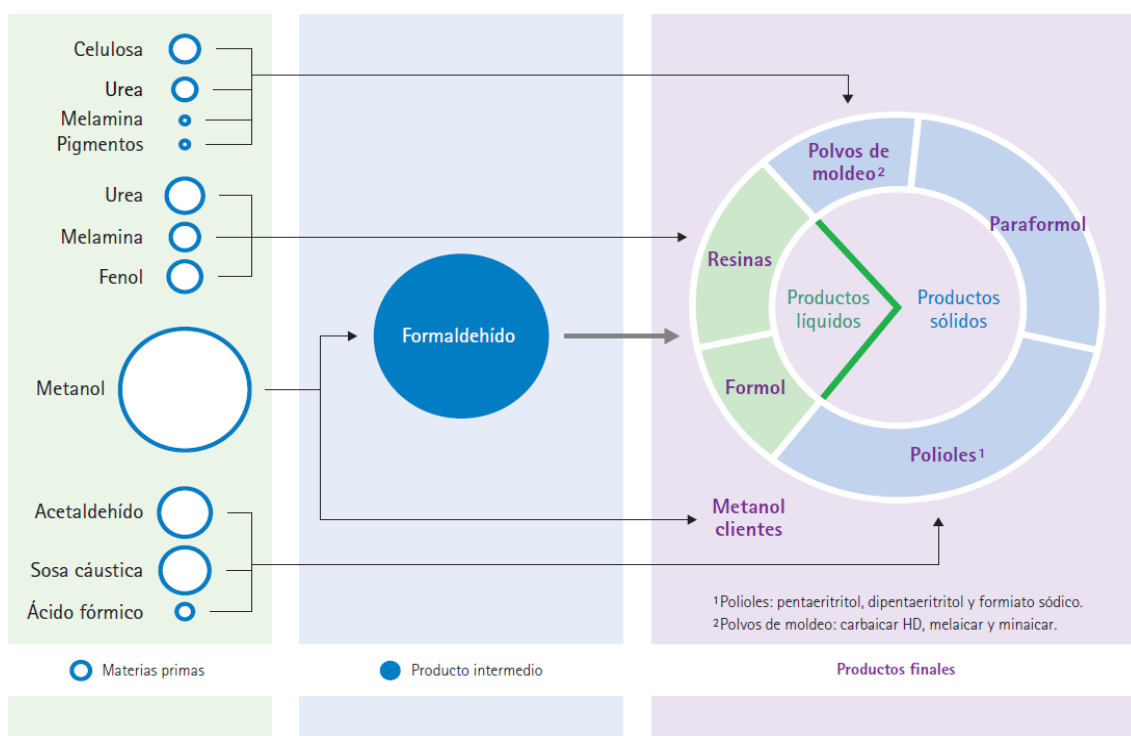 Celulosa
Urea
Melamina
Pigmentos
Urea
Melamina
Fenol
Metanol
Acetaldehído
Sosa cáustica
Ácido fórmico
Formaldehído
Polvos de
moldeo²
Paraformol
Resinas
Productos
líquidos
Productos
sólidos
Formol
Polioles¹
Metanol
clientes
¹Polioles: pentaeritritol, dipentaeritritol y formiato sódico.
²Polvos de moldeo: carbaicar HD, melaicar y minaicar.
Materias primas
Producto intermedio
Productos finales